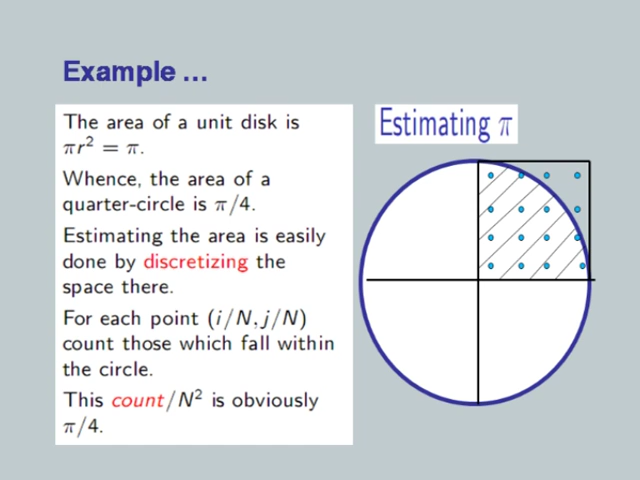 Example ...
The area of a unit disk is
πr² = π.
Whence, the area of a
quarter-circle is π/4.
Estimating the area is easily
done by discretizing the
space there.
For each point (i/N, j/N)
count those which fall within
the circle.
This count/N² is obviously
π/4.
Estimating π